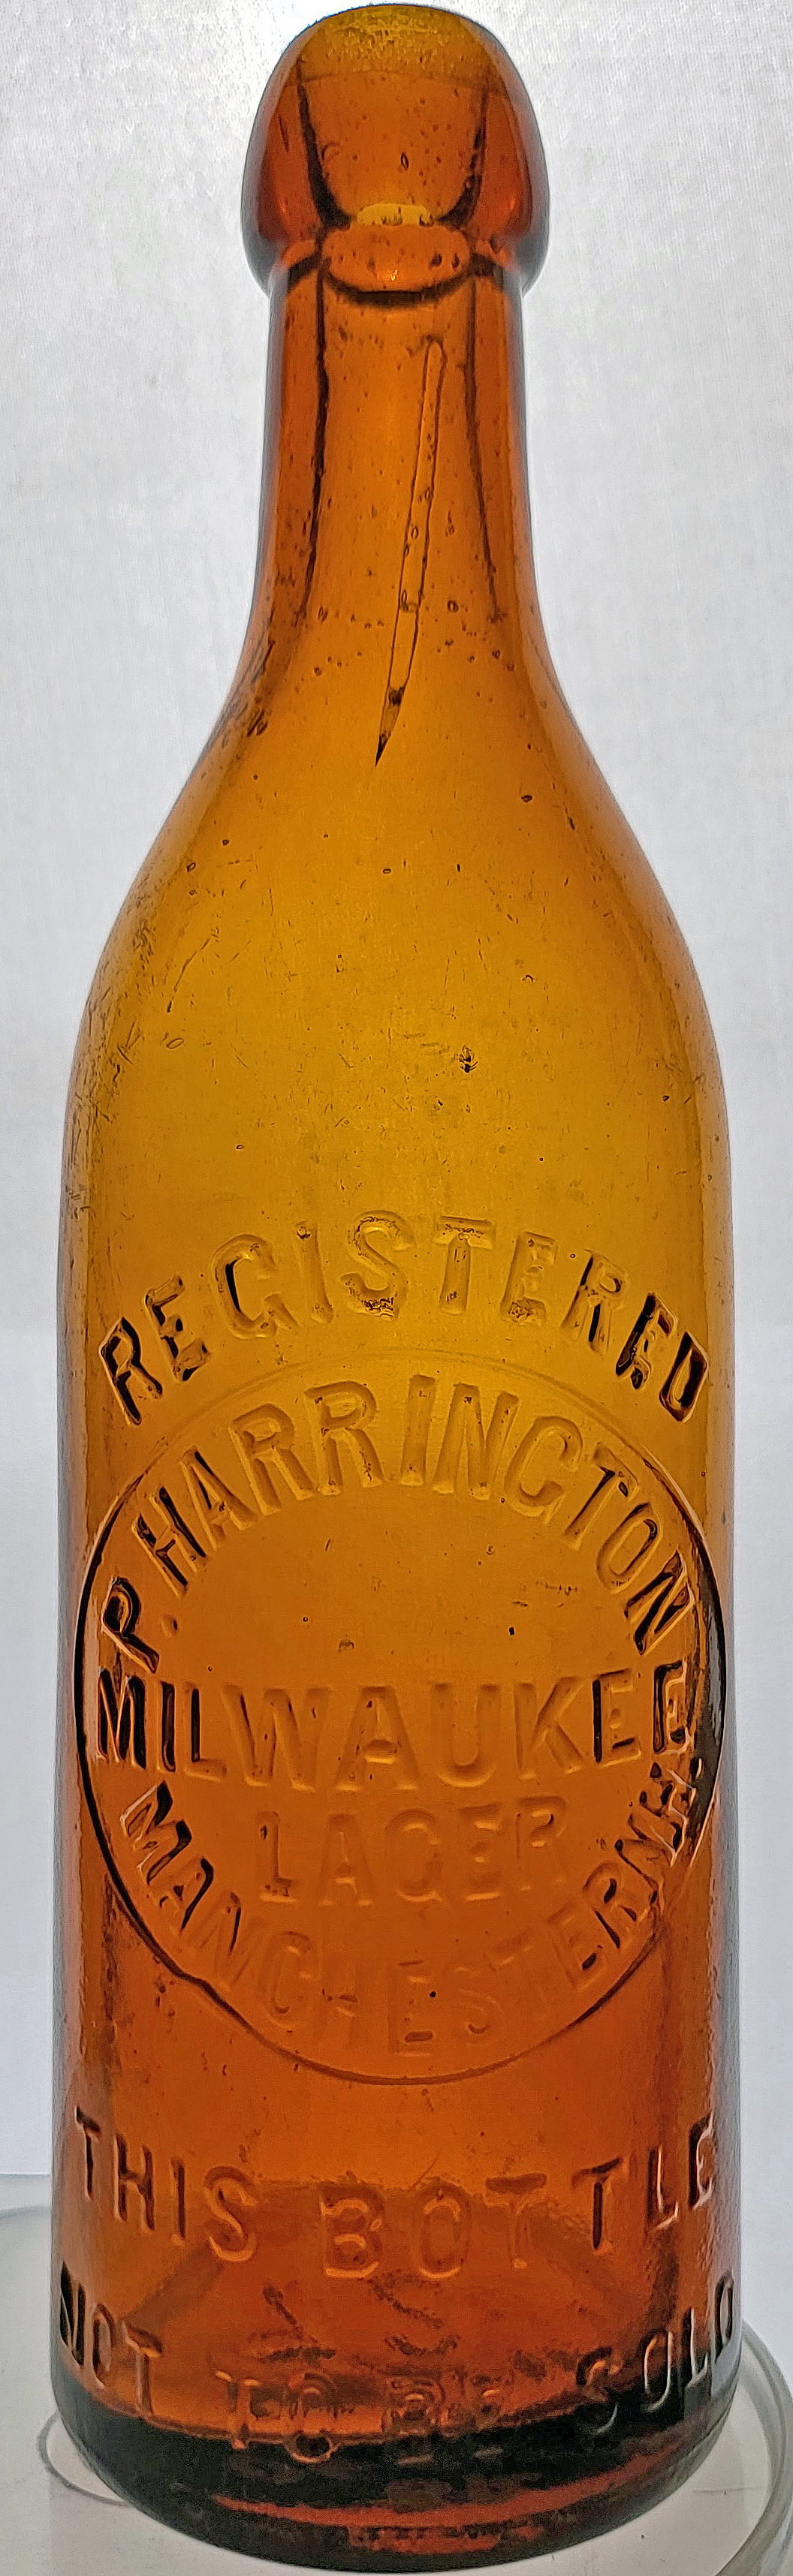 REGISTERED
P. HARRINGTON
MILWAUKEE
LAGER
MANCHESTER N.H.
THIS BOTTLE
NOT TO BE SOLD